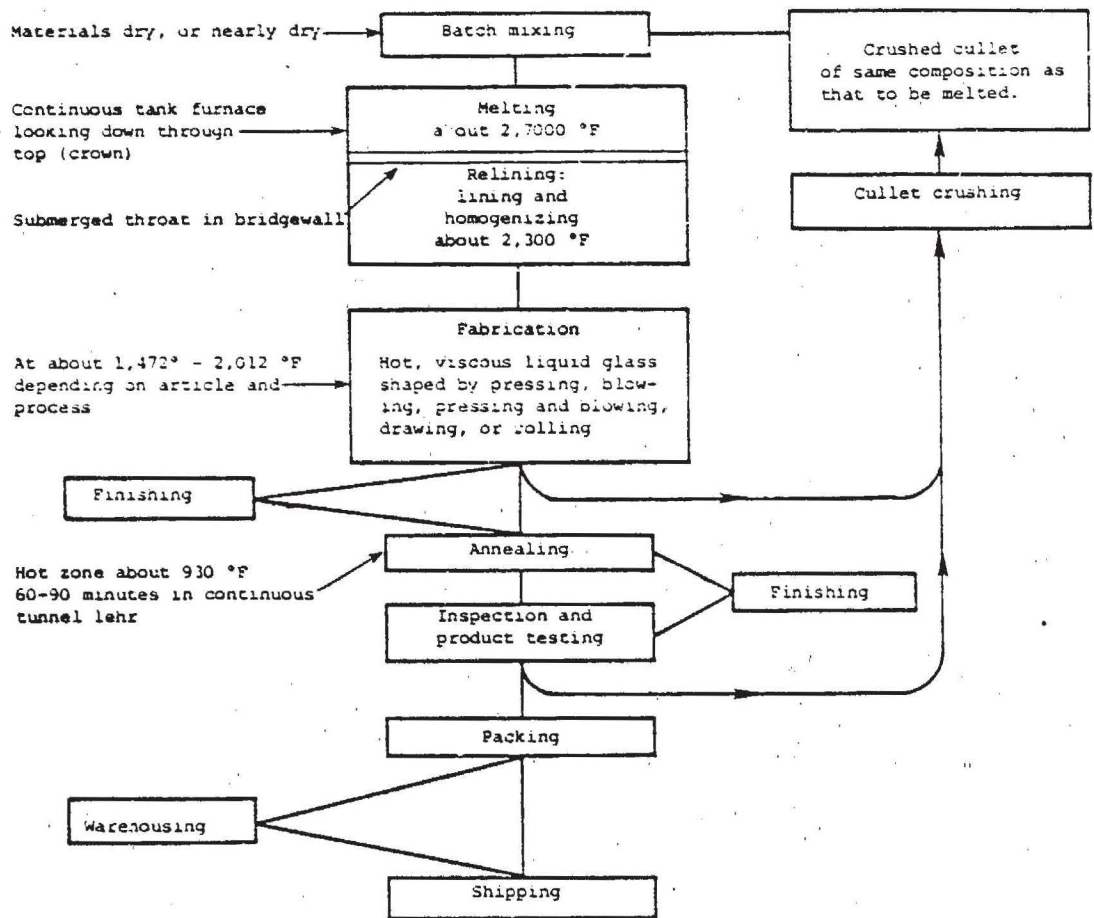 Materials dry, or nearly dry
Batch mixing
Crushed cullet
of same composition as
that to be melted.
Continuous tank furnace
looking down through
top (crown)
Melting
about 2,7000 °F
Submerged throat in bridgewall
Relining:
lining and
homogenizing
about 2,300 °F
Cullet crushing
Fabrication
At about 1,472° - 2,012 °F
depending on article and
process
Hot, viscous liquid glass
shaped by pressing, blow-
ing, pressing and blowing,
drawing, or rolling
Finishing
Annealing
Hot zone about 930 °F
60-90 minutes in continuous
tunnel lehr
Finishing
Inspection and
product testing
Packing
Warehousing
Shipping